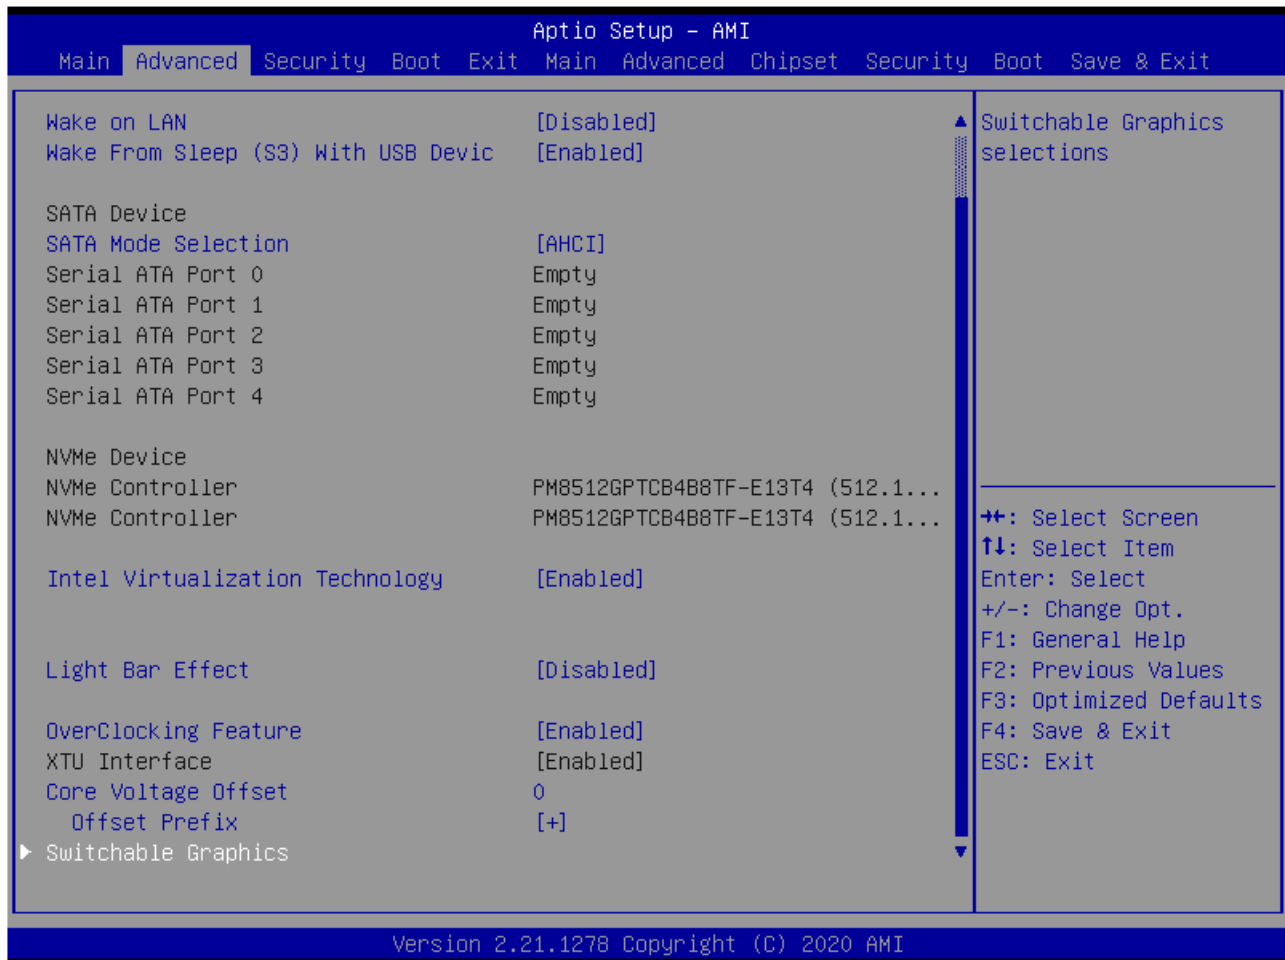 Aptio Setup – AMI
Main Advanced Security Boot Exit Main Advanced Chipset Security Boot Save & Exit
Wake on LAN [Disabled]
Wake From Sleep (S3) With USB Devic [Enabled]
SATA Device
SATA Mode Selection [AHCI]
Serial ATA Port 0 Empty
Serial ATA Port 1 Empty
Serial ATA Port 2 Empty
Serial ATA Port 3 Empty
Serial ATA Port 4 Empty
NVMe Device
NVMe Controller PM8512GPTCB4B8TF-E13T4 (512.1...
NVMe Controller PM8512GPTCB4B8TF-E13T4 (512.1...
Intel Virtualization Technology [Enabled]
Light Bar Effect [Disabled]
OverClocking Feature [Enabled]
XTU Interface [Enabled]
Core Voltage Offset 0
Offset Prefix [+]
Switchable Graphics
Switchable Graphics
selections
→←: Select Screen
↑↓: Select Item
Enter: Select
+/-: Change Opt.
F1: General Help
F2: Previous Values
F3: Optimized Defaults
F4: Save & Exit
ESC: Exit
Version 2.21.1278 Copyright (C) 2020 AMI